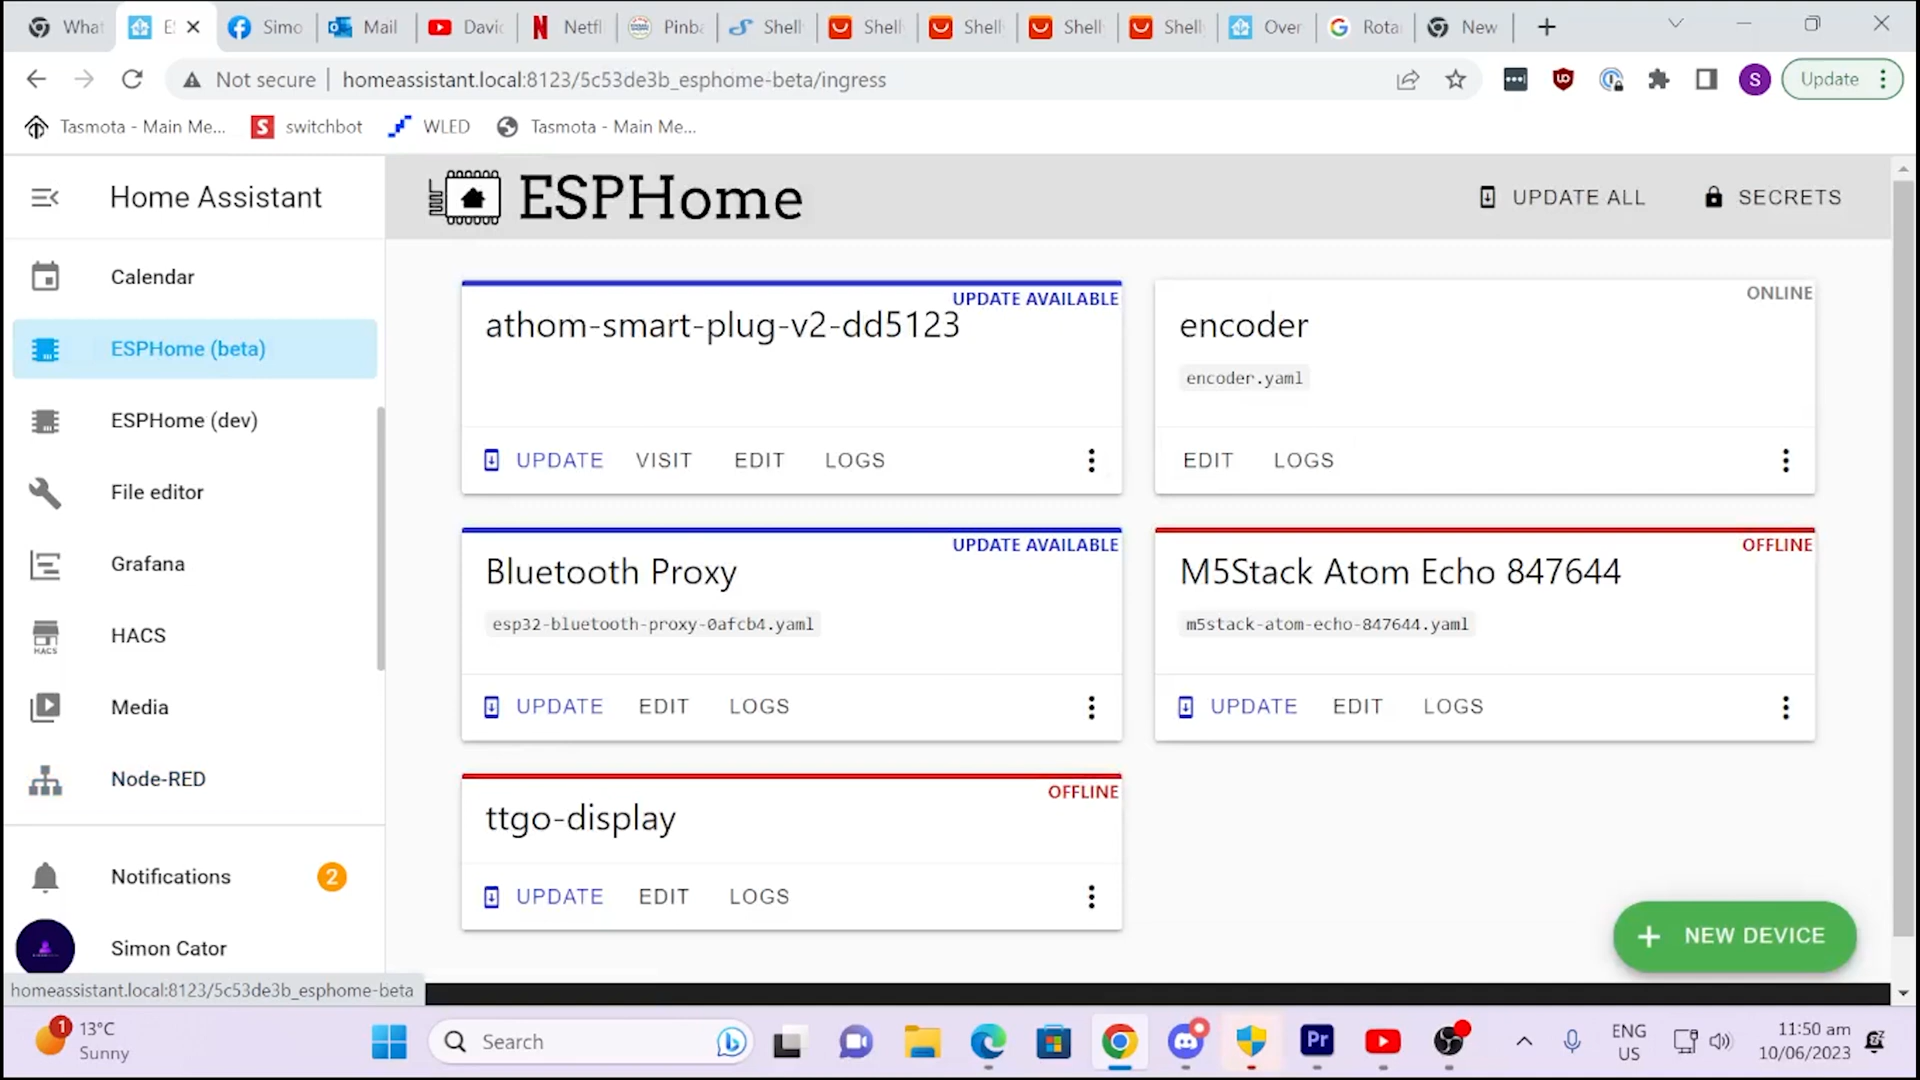 What
E
Simo
Mail
Davic
Netfl
Pinba
Shelly
Shell
Shell
Shell
Shell
Over
Rota
New
Not secure
homeassistant.local:8123/5c53de3b_esphome-beta/ingress
S
Update
Tasmota - Main Me...
switchbot
WLED
Tasmota - Main Me...
Home Assistant
ESPHome
UPDATE ALL
SECRETS
Calendar
ESPHome (beta)
ESPHome (dev)
File editor
Grafana
HACS
HACS
Media
Node-RED
Notifications
2
Simon Cator
UPDATE AVAILABLE
athom-smart-plug-v2-dd5123
UPDATE
VISIT
EDIT
LOGS
ONLINE
encoder
encoder.yaml
EDIT
LOGS
UPDATE AVAILABLE
Bluetooth Proxy
esp32-bluetooth-proxy-0afcb4.yaml
UPDATE
EDIT
LOGS
OFFLINE
M5Stack Atom Echo 847644
m5stack-atom-echo-847644.yaml
UPDATE
EDIT
LOGS
OFFLINE
ttgo-display
UPDATE
EDIT
LOGS
NEW DEVICE
homeassistant.local:8123/5c53de3b_esphome-beta
1
13°C
Sunny
Search
Pr
ENG
US
11:50 am
10/06/2023